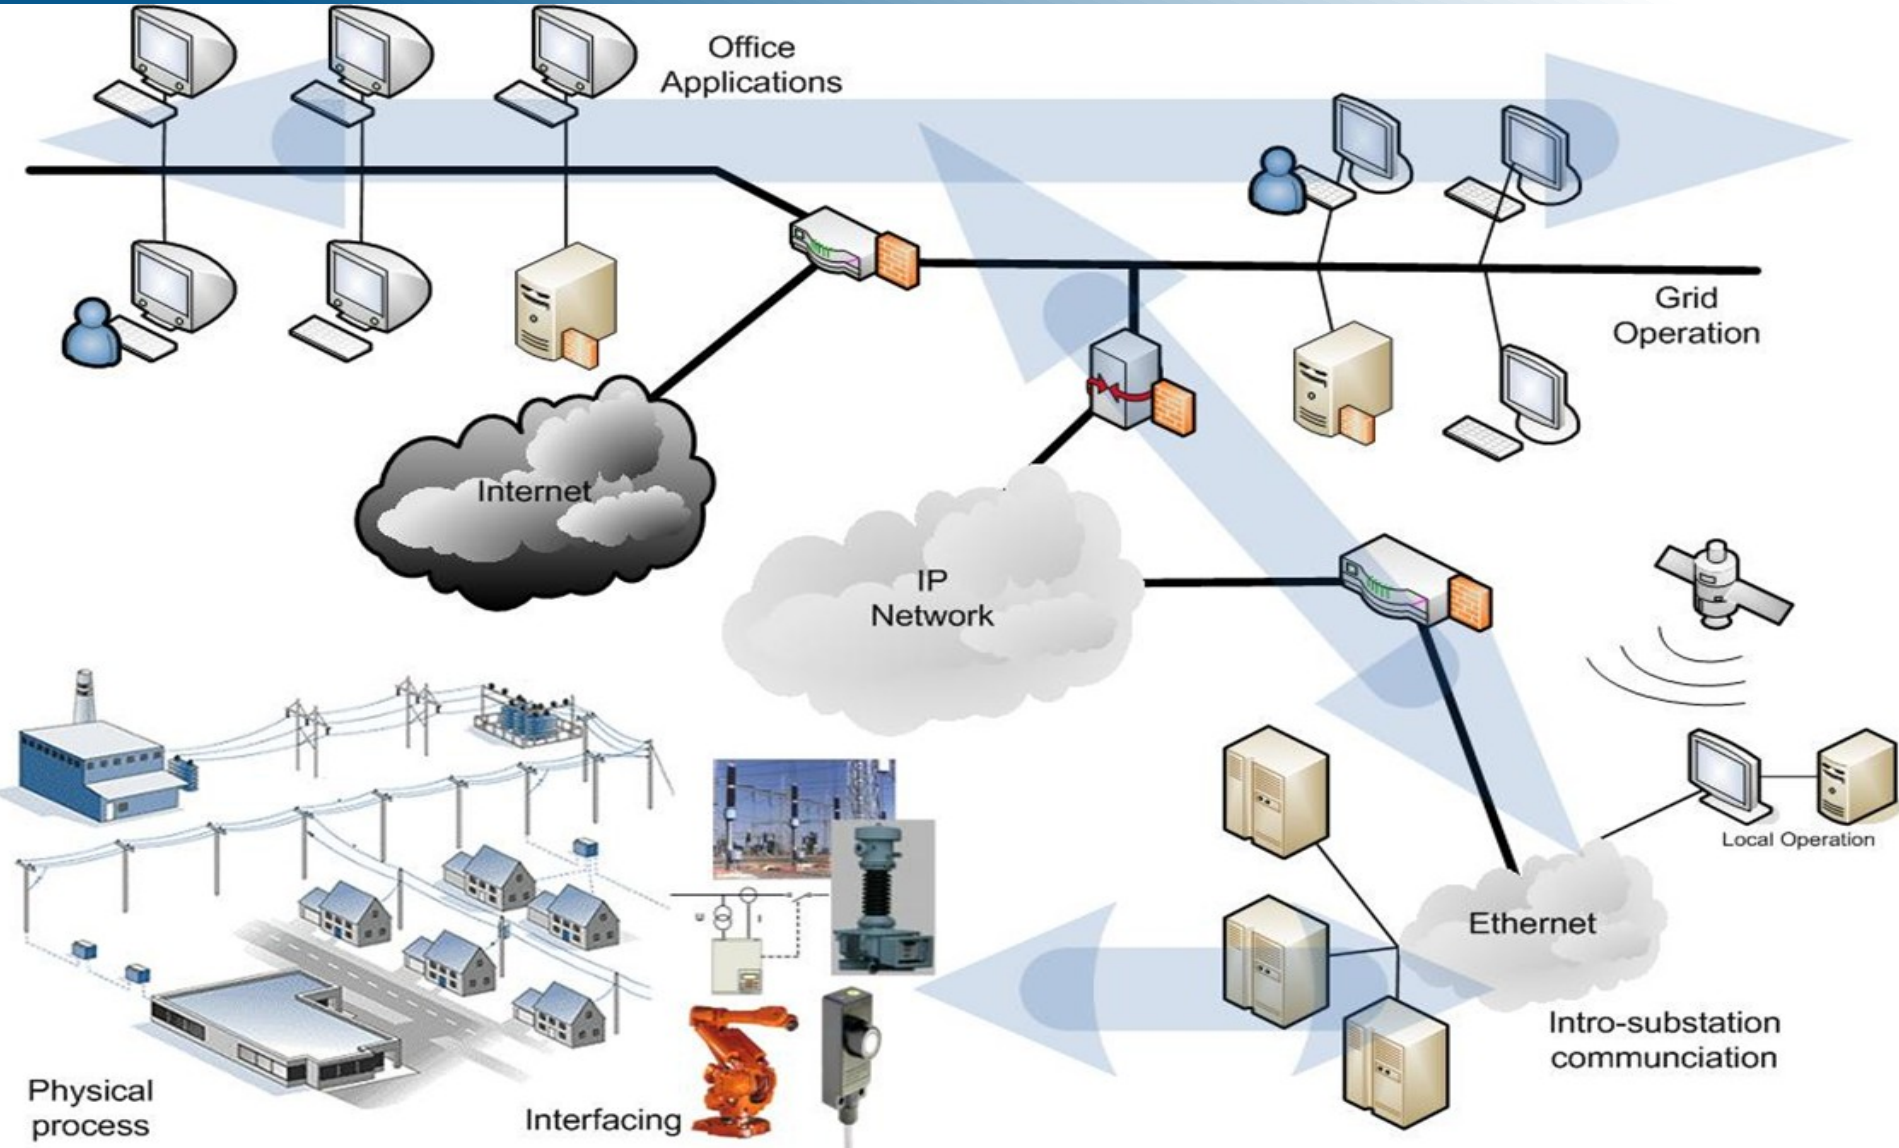 Office
Applications
Grid
Operation
Internet
IP
Network
Local Operation
Ethernet
Intro-substation
communciation
Physical
process
Interfacing